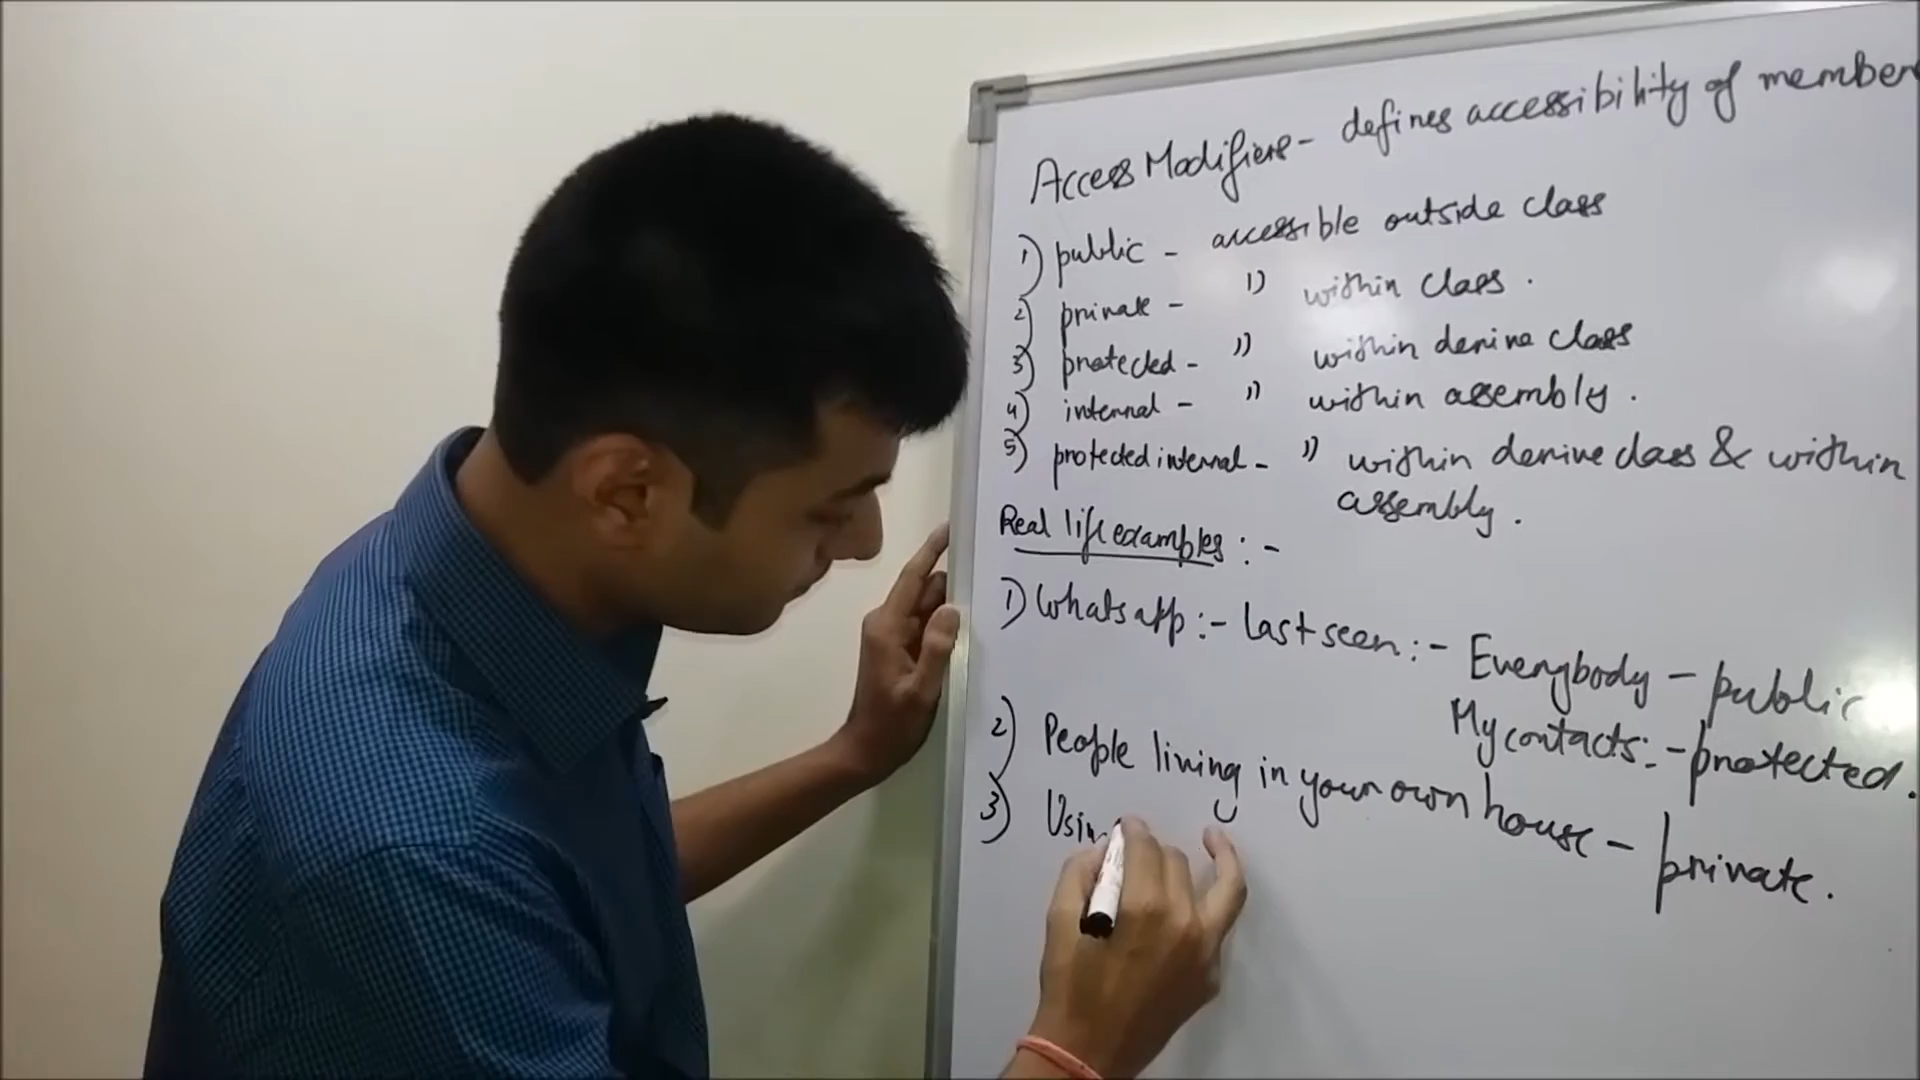 Access Modifiers - defines accessibility of member
1) public - accessible outside class
2) private - " within class.
3) protected - " within derive class
4) internal - " within assembly.
5) protected internal - " within derive class & within
assembly.
Real life examples :-
1) Whatsapp :- last seen :- Everybody - public
My contacts :- protected.
2) People living in your own house - private.
3) Usin